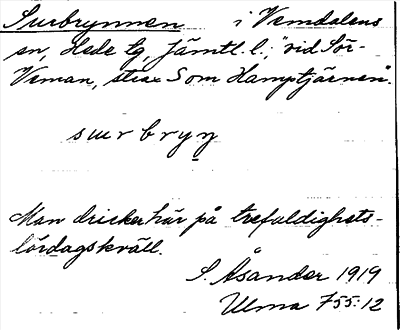 Surbrynnen i Vemdalens
sn, Hede tg, Jämtl. l.; "vid Sör-
Veman, strax S om Hamptjärnen".
surbryn
Man dricker här på trefaldighets-
lördagskväll.
S. Åsander 1919
Ulma 755:12